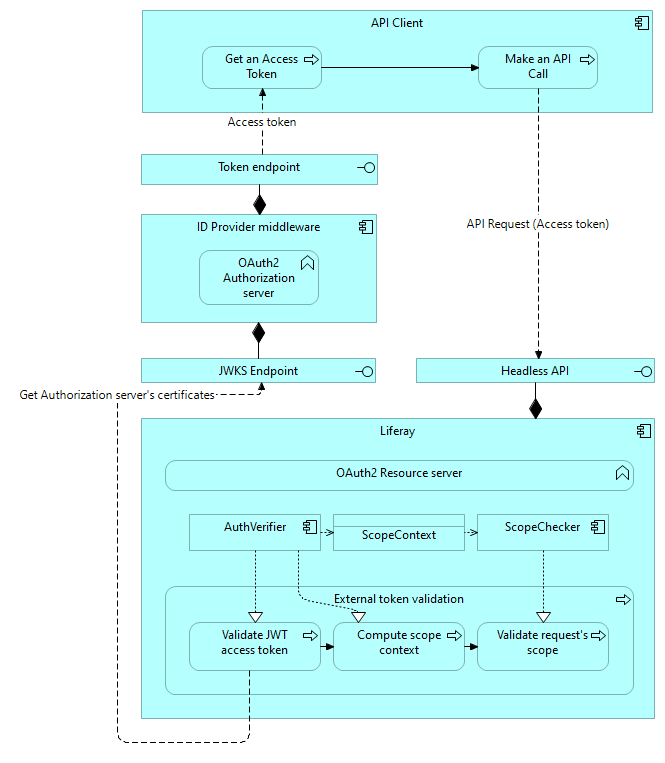 API Client
Get an Access
Token
Make an API
Call
Access token
Token endpoint
API Request (Access token)
ID Provider middleware
OAuth2
Authorization
server
JWKS Endpoint
Headless API
Get Authorization server's certificates
Liferay
OAuth2 Resource server
AuthVerifier
ScopeContext
ScopeChecker
External token validation
Validate JWT
access token
Compute scope
context
Validate request's
scope